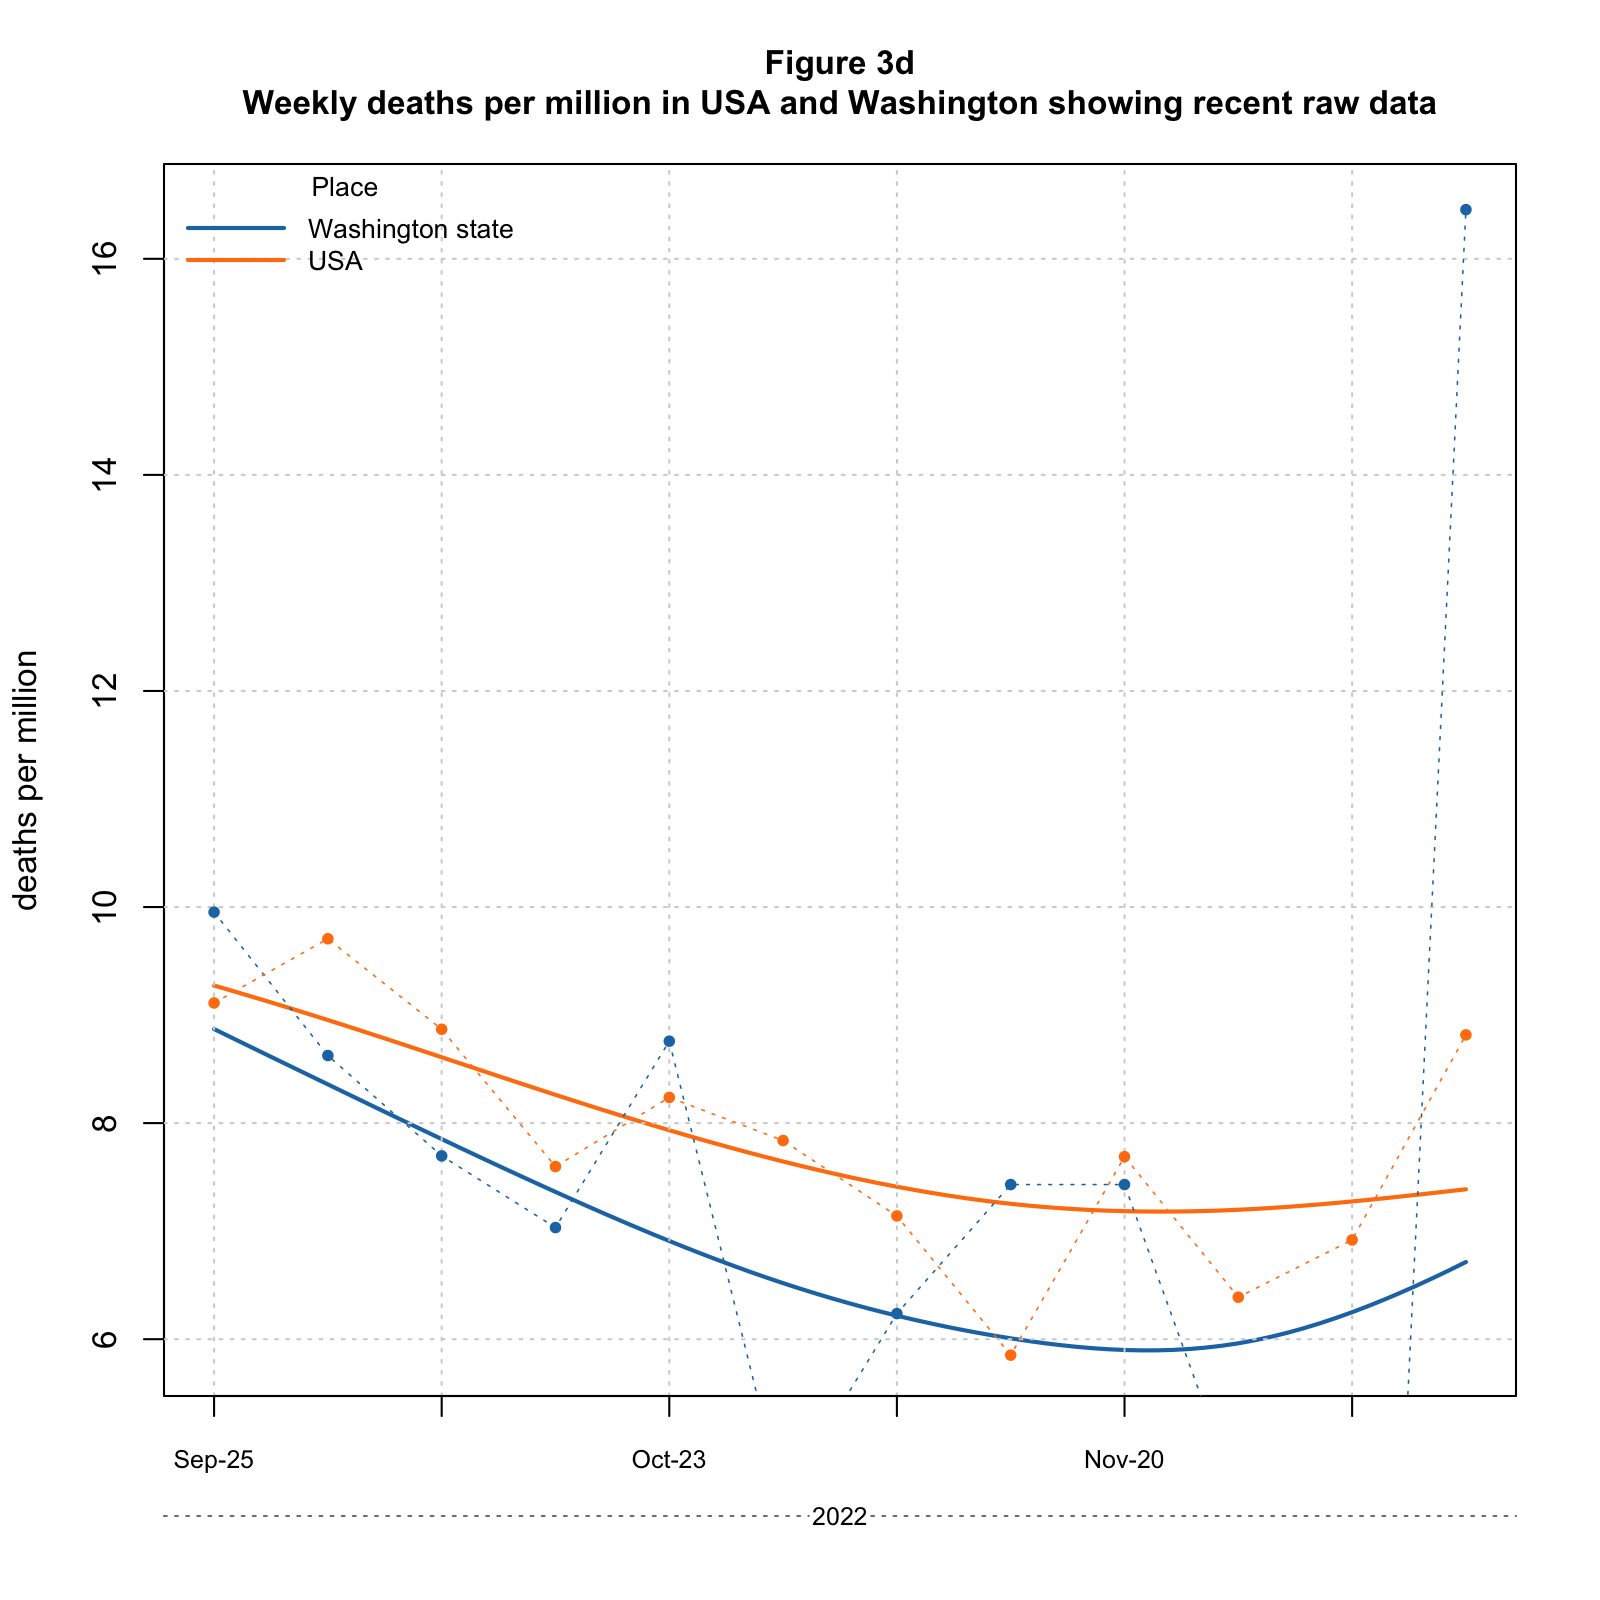 Figure 3d
Weekly deaths per million in USA and Washington showing recent raw data
Place
Washington state
USA
deaths per million
16
14
12
10
8
6
Sep-25
Oct-23
Nov-20
2022